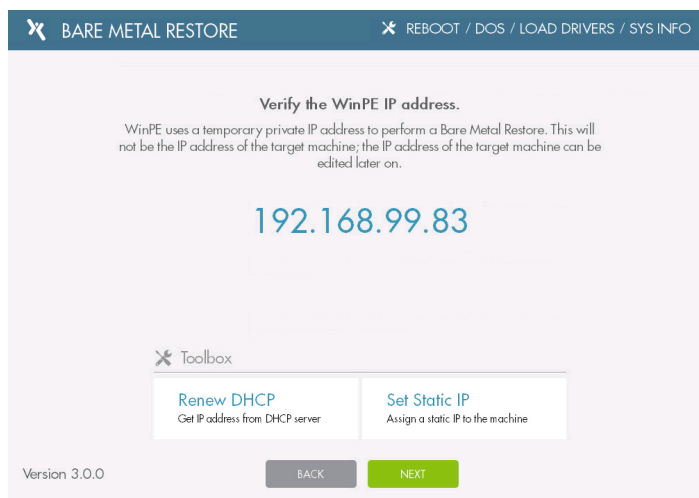 BARE METAL RESTORE
REBOOT / DOS / LOAD DRIVERS / SYS INFO
Verify the WinPE IP address.
WinPE uses a temporary private IP address to perform a Bare Metal Restore. This will
not be the IP address of the target machine; the IP address of the target machine can be
edited later on.
192.168.99.83
Toolbox
Renew DHCP
Get IP address from DHCP server
Set Static IP
Assign a static IP to the machine
Version 3.0.0
BACK
NEXT